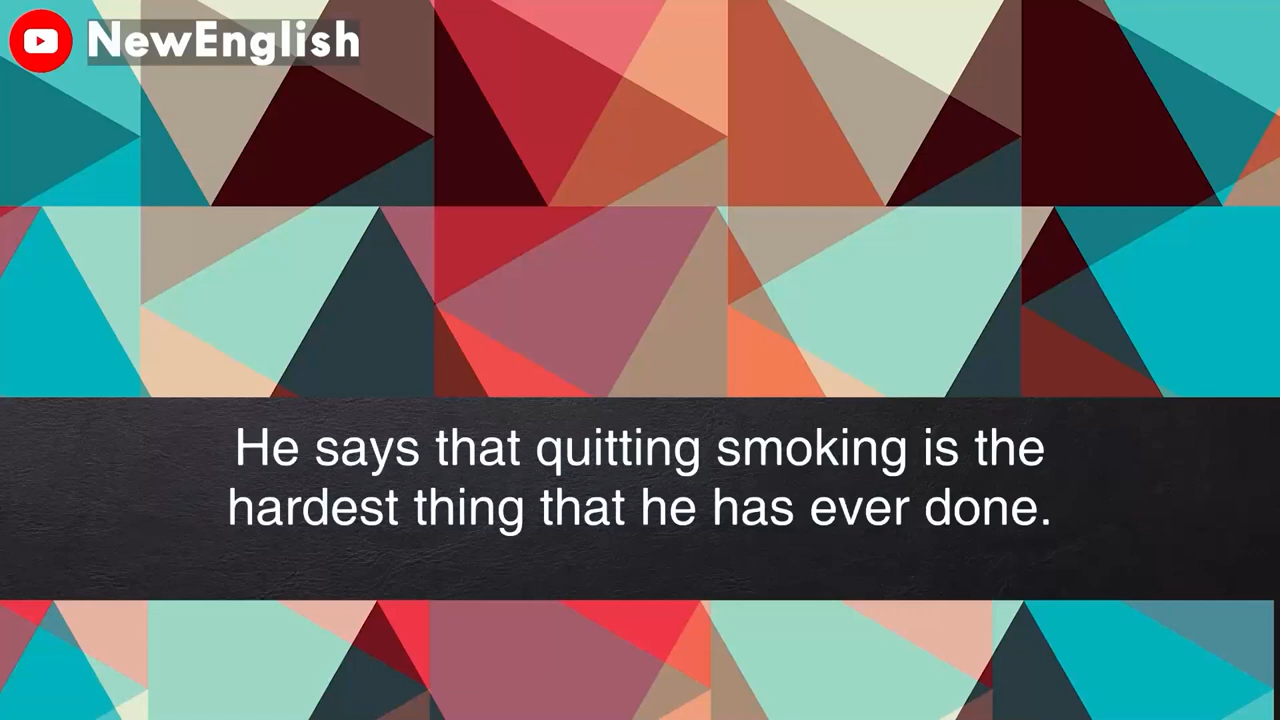 NewEnglish
He says that quitting smoking is the
hardest thing that he has ever done.